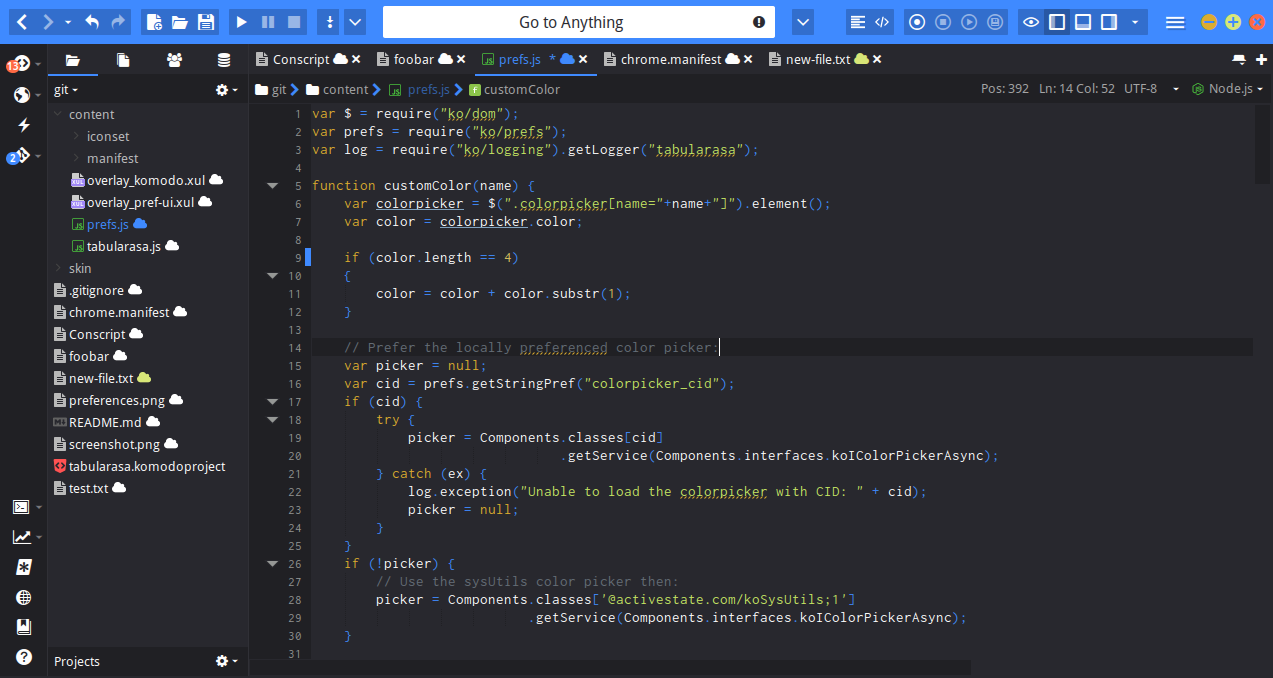 Go to Anything
13
2
Conscript
foobar
prefs.js *
chrome.manifest
new-file.txt
git
git
content
prefs.js
customColor
Pos: 392 Ln: 14 Col: 52 UTF-8
Node.js
content
iconset
manifest
overlay_komodo.xul
overlay_pref-ui.xul
prefs.js
tabularasa.js
skin
.gitignore
chrome.manifest
Conscript
foobar
new-file.txt
preferences.png
README.md
screenshot.png
tabularasa.komodoproject
test.txt
Projects
1 var $ = require("ko/dom");
2 var prefs = require("ko/prefs");
3 var log = require("ko/logging").getLogger("tabularasa");
4
5 function customColor(name) {
6 var colorpicker = $(".colorpicker[name="+name+"]").element();
7 var color = colorpicker.color;
8
9 if (color.length == 4)
10 {
11 color = color + color.substr(1);
12 }
13
14 // Prefer the locally preferenced color picker:
15 var picker = null;
16 var cid = prefs.getStringPref("colorpicker_cid");
17 if (cid) {
18 try {
19 picker = Components.classes[cid]
20 .getService(Components.interfaces.koIColorPickerAsync);
21 } catch (ex) {
22 log.exception("Unable to load the colorpicker with CID: " + cid);
23 picker = null;
24 }
25 }
26 if (!picker) {
27 // Use the sysUtils color picker then:
28 picker = Components.classes['@activestate.com/koSysUtils;1']
29 .getService(Components.interfaces.koIColorPickerAsync);
30 }
31